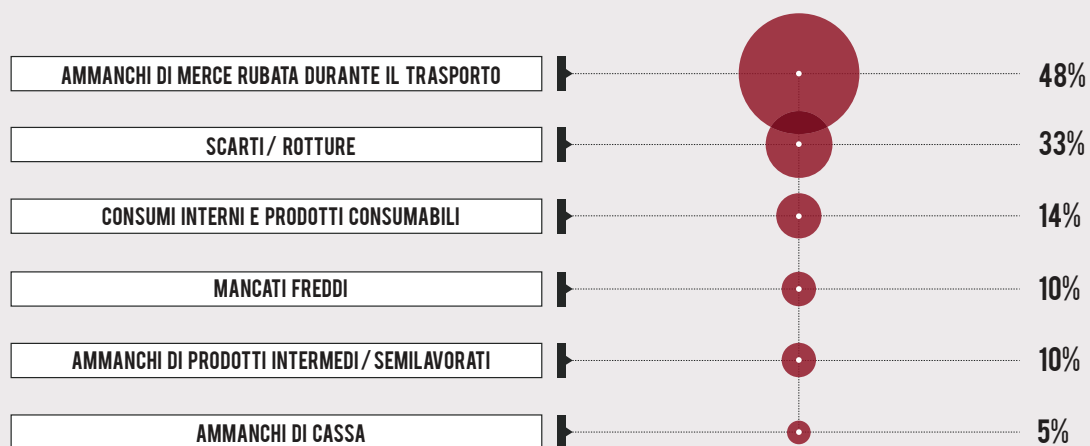 AMMANCHI DI MERCE RUBATA DURANTE IL TRASPORTO 48%
SCARTI / ROTTURE 33%
CONSUMI INTERNI E PRODOTTI CONSUMABILI 14%
MANCATI FREDDI 10%
AMMANCHI DI PRODOTTI INTERMEDI / SEMILAVORATI 10%
AMMANCHI DI CASSA 5%